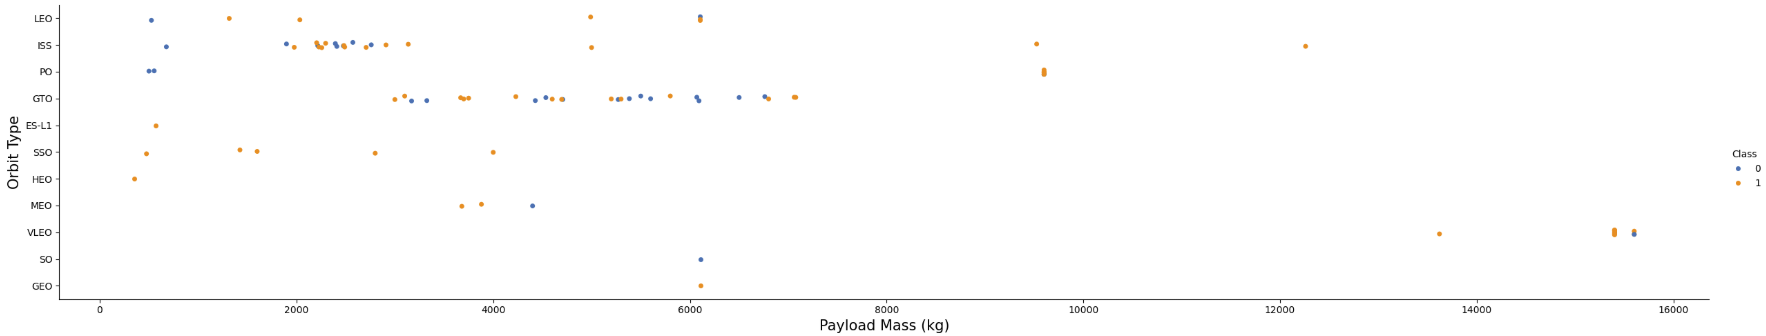 Orbit Type
LEO
ISS
PO
GTO
ES-L1
SSO
HEO
MEO
VLEO
SO
GEO
0 2000 4000 6000 8000 10000 12000 14000 16000
Payload Mass (kg)
Class
0
1